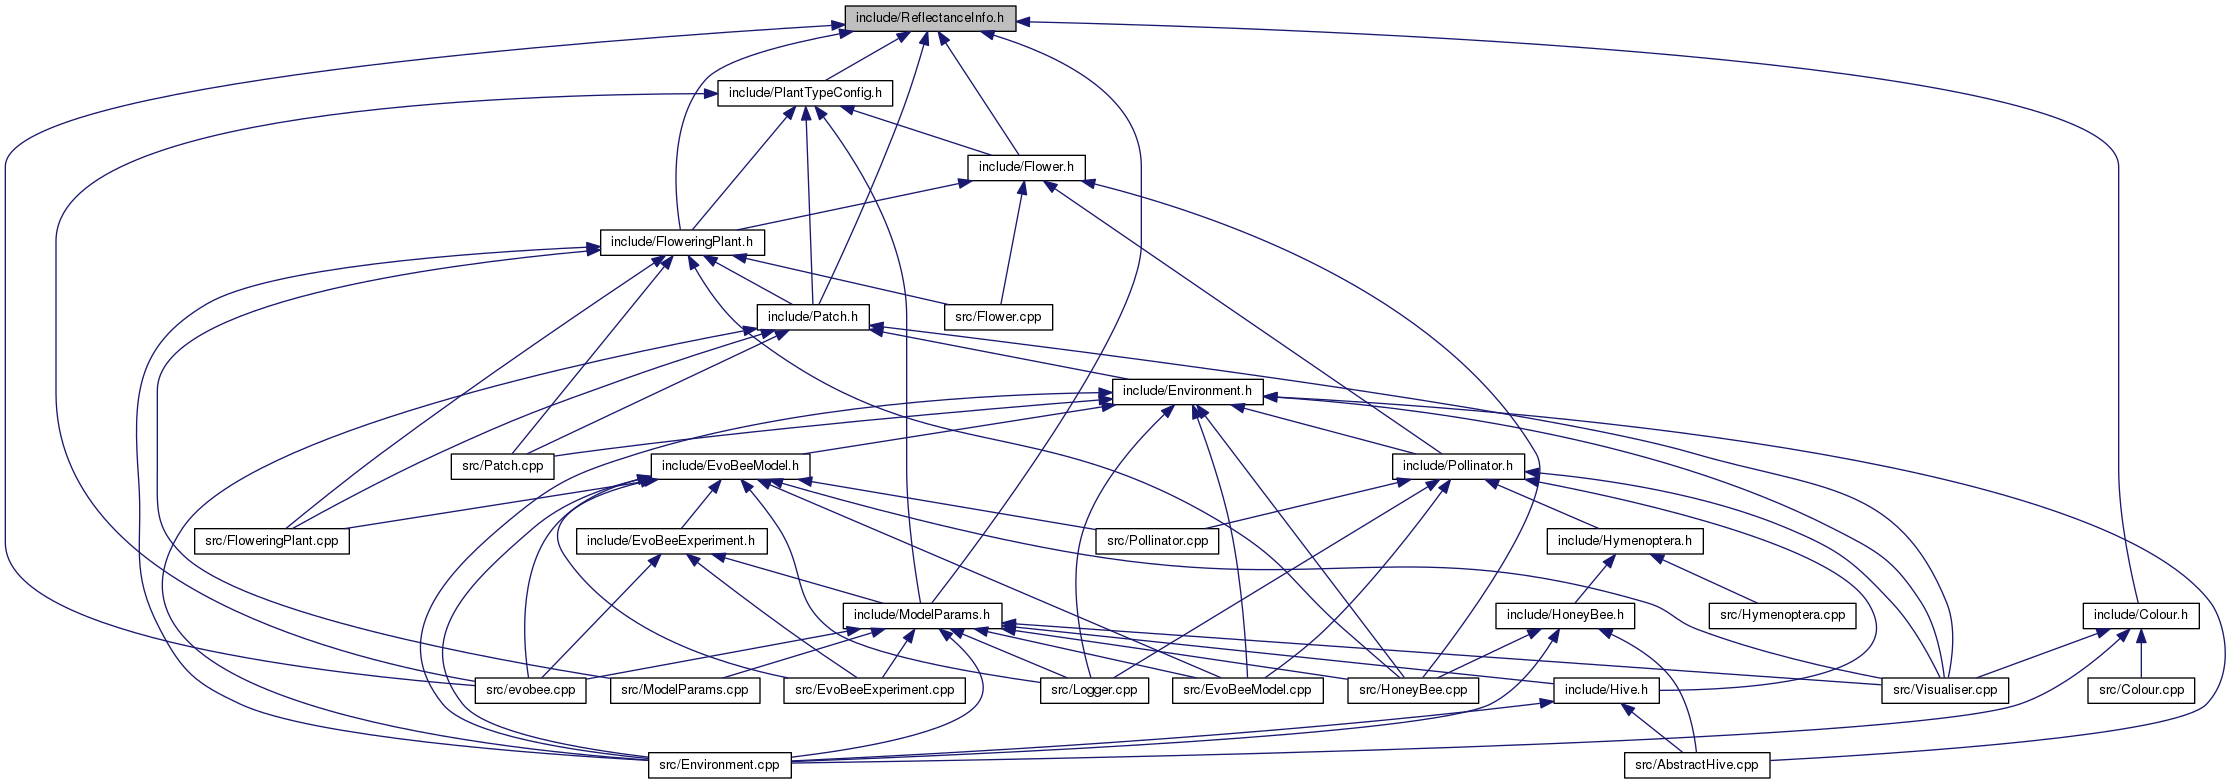 include/ReflectanceInfo.h
include/PlantTypeConfig.h
include/Flower.h
include/FloweringPlant.h
include/Patch.h
src/Flower.cpp
include/Environment.h
src/Patch.cpp
include/EvoBeeModel.h
include/Pollinator.h
src/FloweringPlant.cpp
include/EvoBeeExperiment.h
src/Pollinator.cpp
include/Hymenoptera.h
include/ModelParams.h
include/HoneyBee.h
src/Hymenoptera.cpp
include/Colour.h
src/evobee.cpp
src/ModelParams.cpp
src/EvoBeeExperiment.cpp
src/Logger.cpp
src/EvoBeeModel.cpp
src/HoneyBee.cpp
include/Hive.h
src/Visualiser.cpp
src/Colour.cpp
src/Environment.cpp
src/AbstractHive.cpp